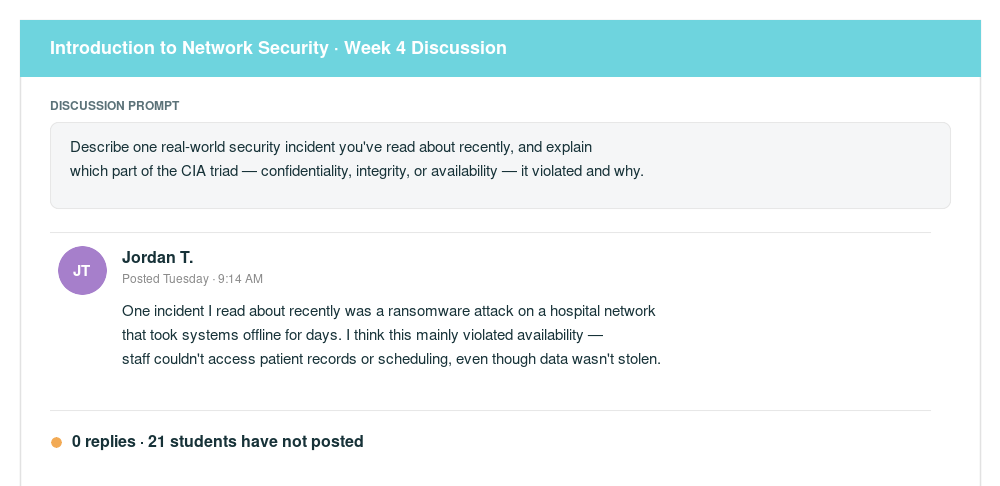 Introduction to Network Security · Week 4 Discussion
DISCUSSION PROMPT
Describe one real-world security incident you've read about recently, and explain
which part of the CIA triad — confidentiality, integrity, or availability — it violated and why.
JT
Jordan T.
Posted Tuesday · 9:14 AM
One incident I read about recently was a ransomware attack on a hospital network
that took systems offline for days. I think this mainly violated availability —
staff couldn't access patient records or scheduling, even though data wasn't stolen.
0 replies · 21 students have not posted